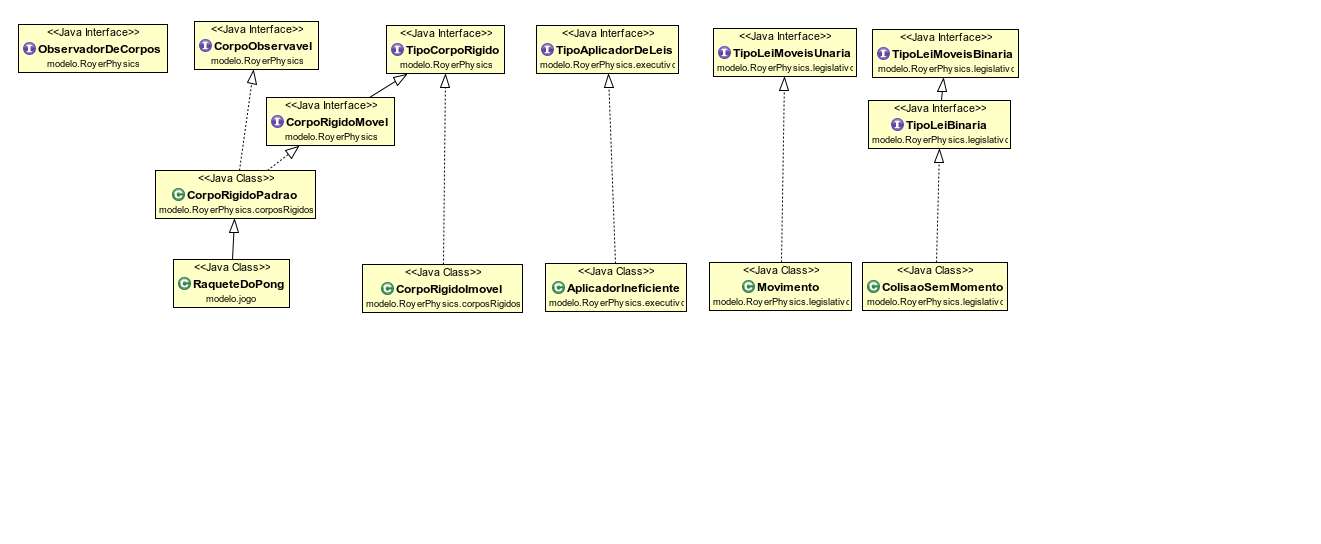 <<Java Interface>>
ObservadorDeCorpos
modelo.RoyerPhysics
<<Java Interface>>
CorpoObservavel
modelo.RoyerPhysics
<<Java Interface>>
TipoCorpoRigido
modelo.RoyerPhysics
<<Java Interface>>
TipoAplicadorDeLeis
modelo.RoyerPhysics.executivo
<<Java Interface>>
TipoLeiMoveisUnaria
modelo.RoyerPhysics.legislativo
<<Java Interface>>
TipoLeiMoveisBinaria
modelo.RoyerPhysics.legislativo
<<Java Interface>>
CorpoRigidoMovel
modelo.RoyerPhysics
<<Java Interface>>
TipoLeiBinaria
modelo.RoyerPhysics.legislativo
<<Java Class>>
CorpoRigidoPadrao
modelo.RoyerPhysics.corposRigidos
<<Java Class>>
RaqueteDoPong
modelo.jogo
<<Java Class>>
CorpoRigidoImovel
modelo.RoyerPhysics.corposRigidos
<<Java Class>>
AplicadorIneficiente
modelo.RoyerPhysics.executivo
<<Java Class>>
Movimento
modelo.RoyerPhysics.legislativo
<<Java Class>>
ColisaoSemMomento
modelo.RoyerPhysics.legislativo